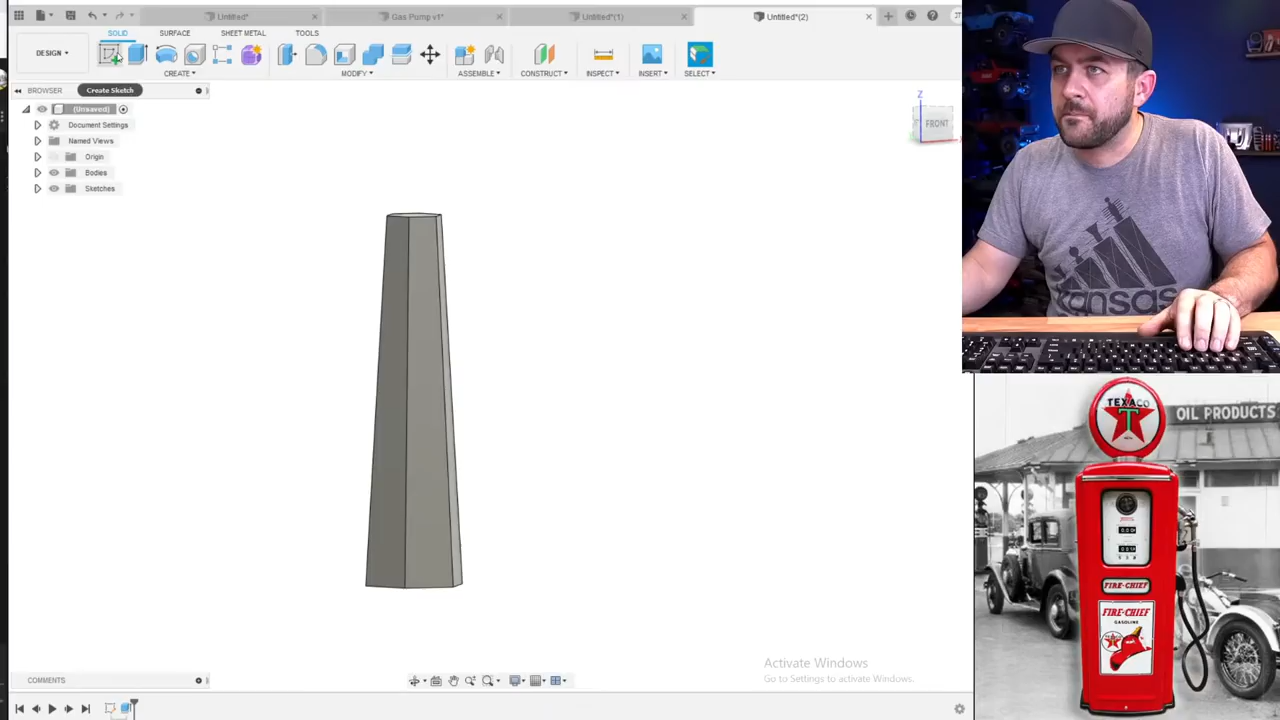 Untitled*
Gas Pump v1*
Untitled*(1)
Untitled*(2)
SOLID
SURFACE
SHEET METAL
TOOLS
DESIGN
CREATE
MODIFY
ASSEMBLE
CONSTRUCT
INSPECT
INSERT
SELECT
BROWSER
Create Sketch
(Unsaved)
Document Settings
Named Views
Origin
Bodies
Sketches
Z
FRONT
kansas
TEXACO
T
OIL PRODUCTS
FIRE-CHIEF
FIRE-CHIEF
GASOLINE
Activate Windows
Go to Settings to activate Windows.
COMMENTS